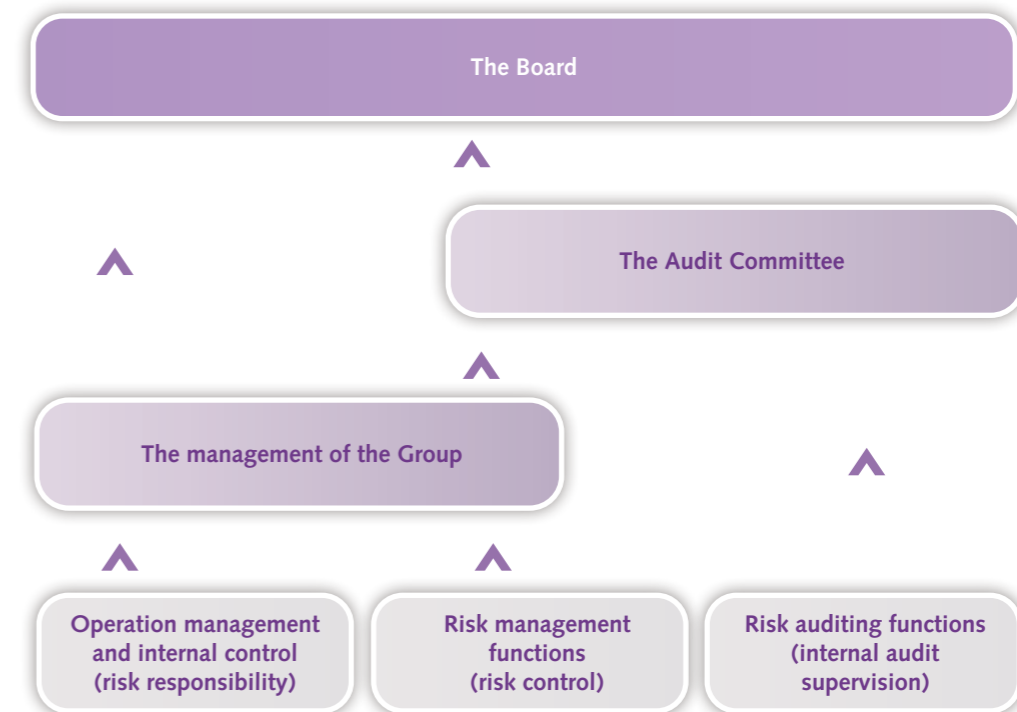 The Board
The Audit Committee
The management of the Group
Operation management
and internal control
(risk responsibility)
Risk management
functions
(risk control)
Risk auditing functions
(internal audit
supervision)